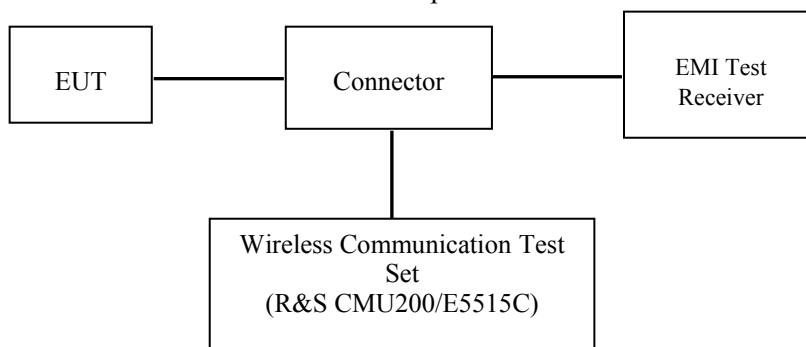 EUT
Connector
EMI Test
Receiver
Wireless Communication Test
Set
(R&S CMU200/E5515C)